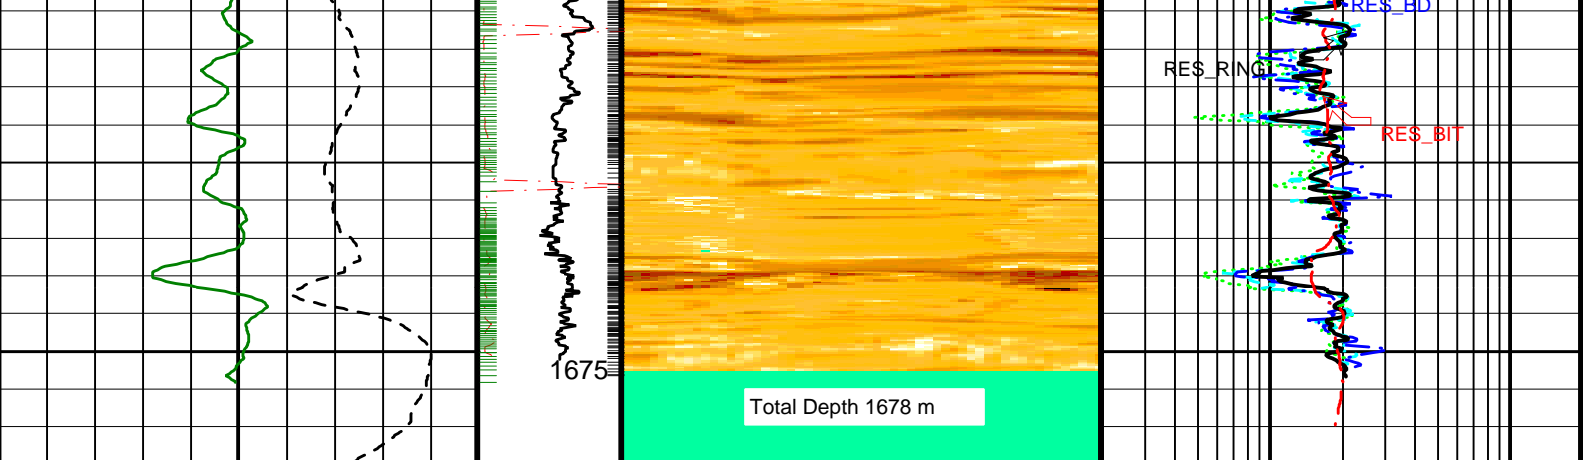 RES_BD
RES_RING
RES_BIT
1675
Total Depth 1678 m